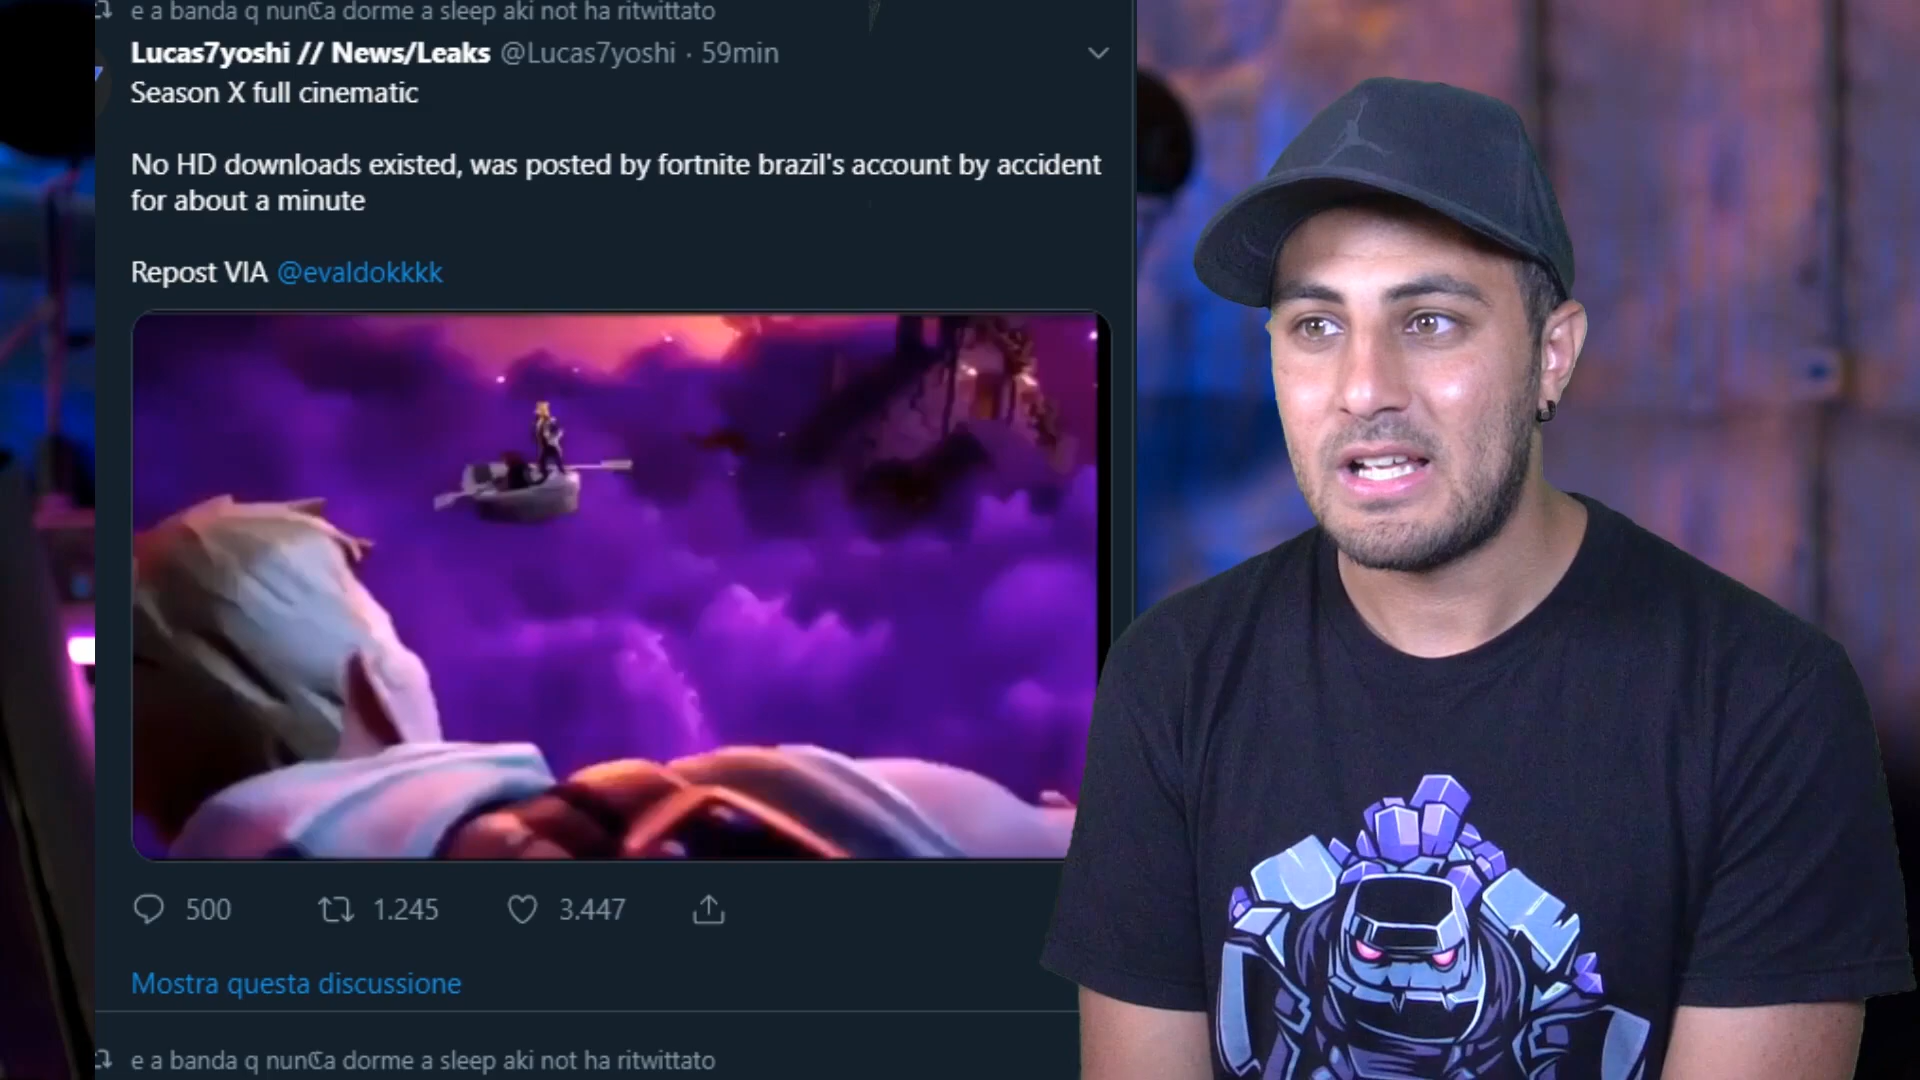 e a banda q nunCa dorme a sleep aki not ha ritwittato
Lucas7yoshi // News/Leaks @Lucas7yoshi · 59min
Season X full cinematic
No HD downloads existed, was posted by fortnite brazil's account by accident
for about a minute
Repost VIA @evaldokkkk
500 1.245 3.447
Mostra questa discussione
e a banda q nunCa dorme a sleep aki not ha ritwittato